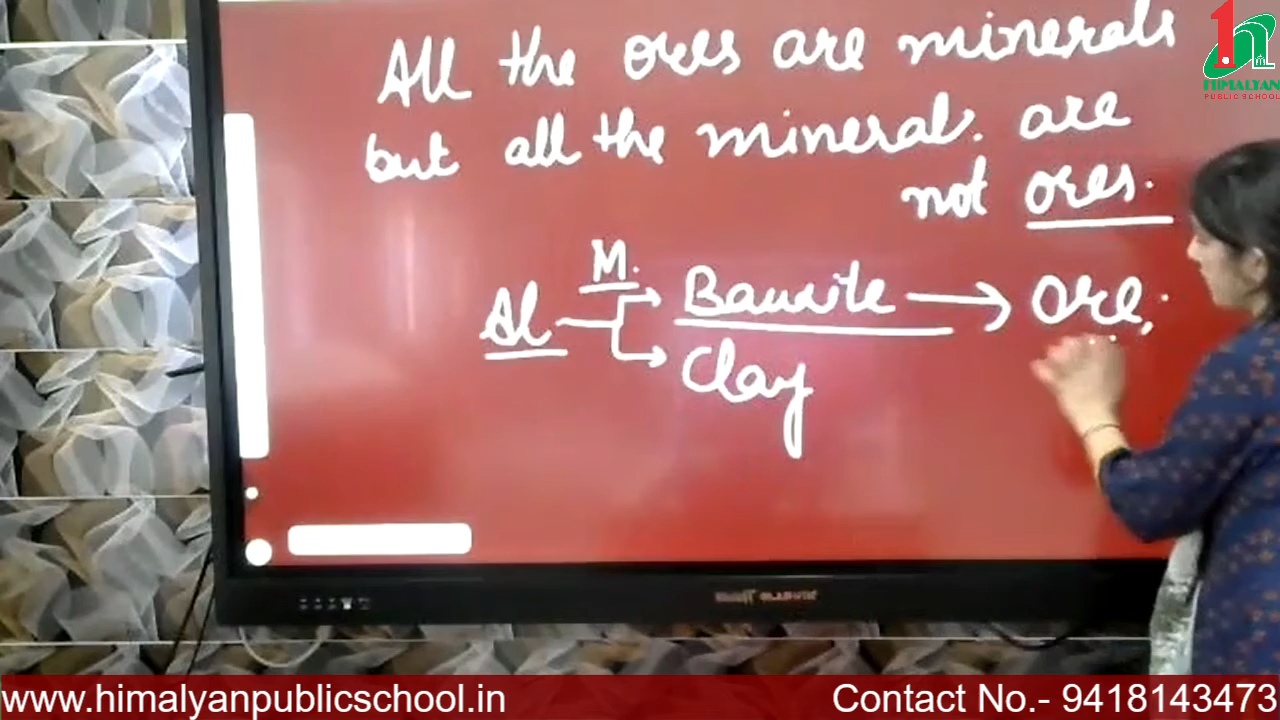 All the ores are minerals
but all the mineral. are
not ores.
M.
Al Bauxite → Ore,
Clay
HIMALYAN
PUBLIC SCHOOL
www.himalyanpublicschool.in
Contact No.- 9418143473